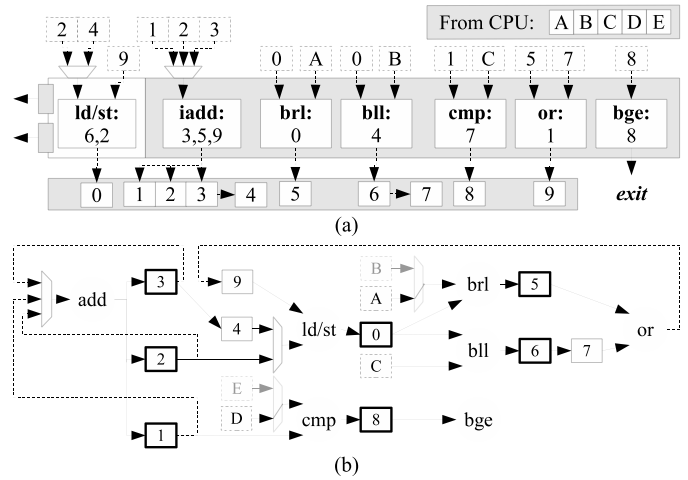 From CPU: A B C D E
2 4 9 1 2 3 0 A 0 B 1 C 5 7 8
ld/st: iadd: brl: bll: cmp: or: bge:
6,2 3,5,9 0 4 7 1 8
0 1 2 3 4 5 6 7 8 9 exit
(a)
B
3 9 brl 5
A
add 4 ld/st 0 or
2 C bll 6 7
E
D cmp 8 bge
1
(b)